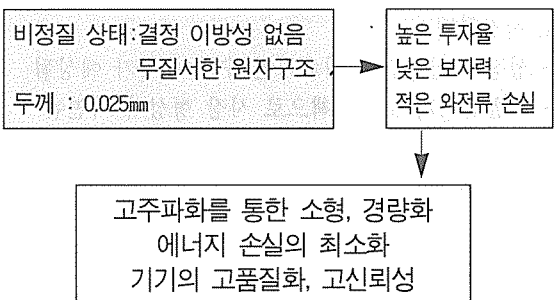 비정질 상태:결정 이방성 없음
무질서한 원자구조
두께 : 0.025㎜
높은 투자율
낮은 보자력
적은 와전류 손실
고주파화를 통한 소형, 경량화
에너지 손실의 최소화
기기의 고품질화, 고신뢰성